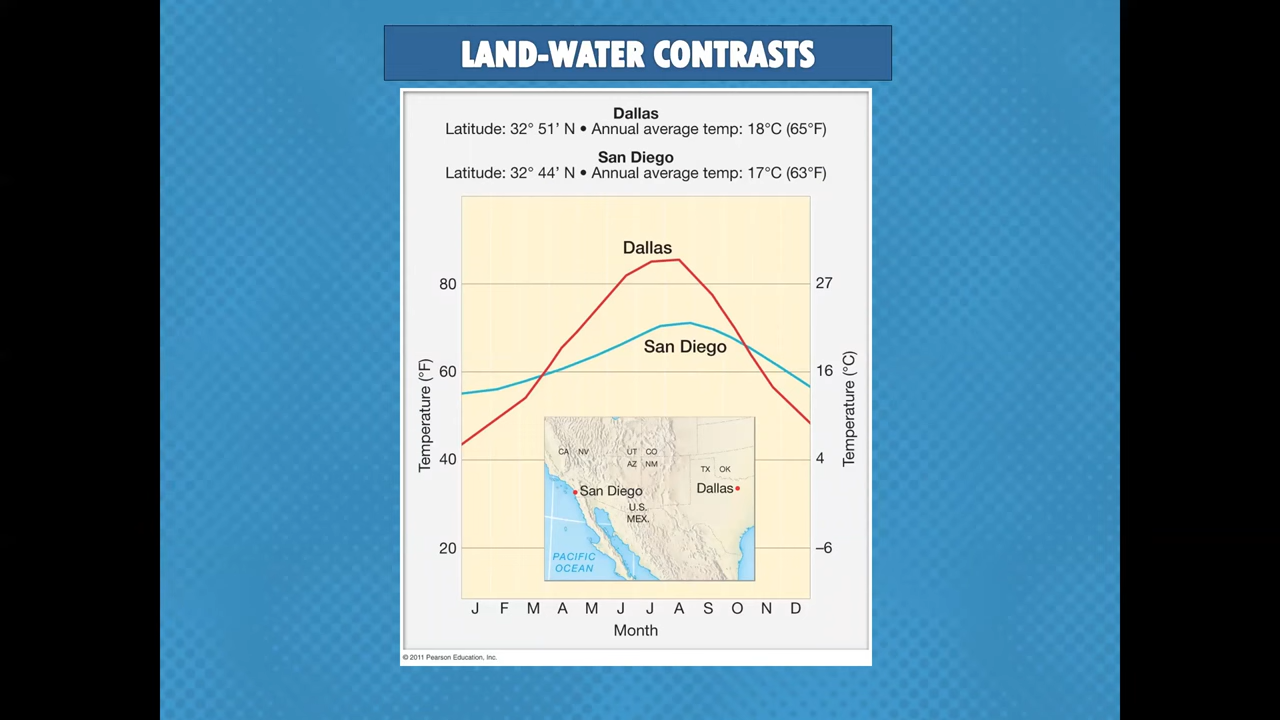 LAND-WATER CONTRASTS
Dallas
Latitude: 32° 51’ N • Annual average temp: 18°C (65°F)
San Diego
Latitude: 32° 44’ N • Annual average temp: 17°C (63°F)
Dallas
80
27
San Diego
60
16
Temperature (°F)
Temperature (°C)
40
4
20
–6
CA NV UT CO
AZ NM
TX OK
San Diego
Dallas
U.S.
MEX.
PACIFIC
OCEAN
J F M A M J J A S O N D
Month
© 2011 Pearson Education, Inc.